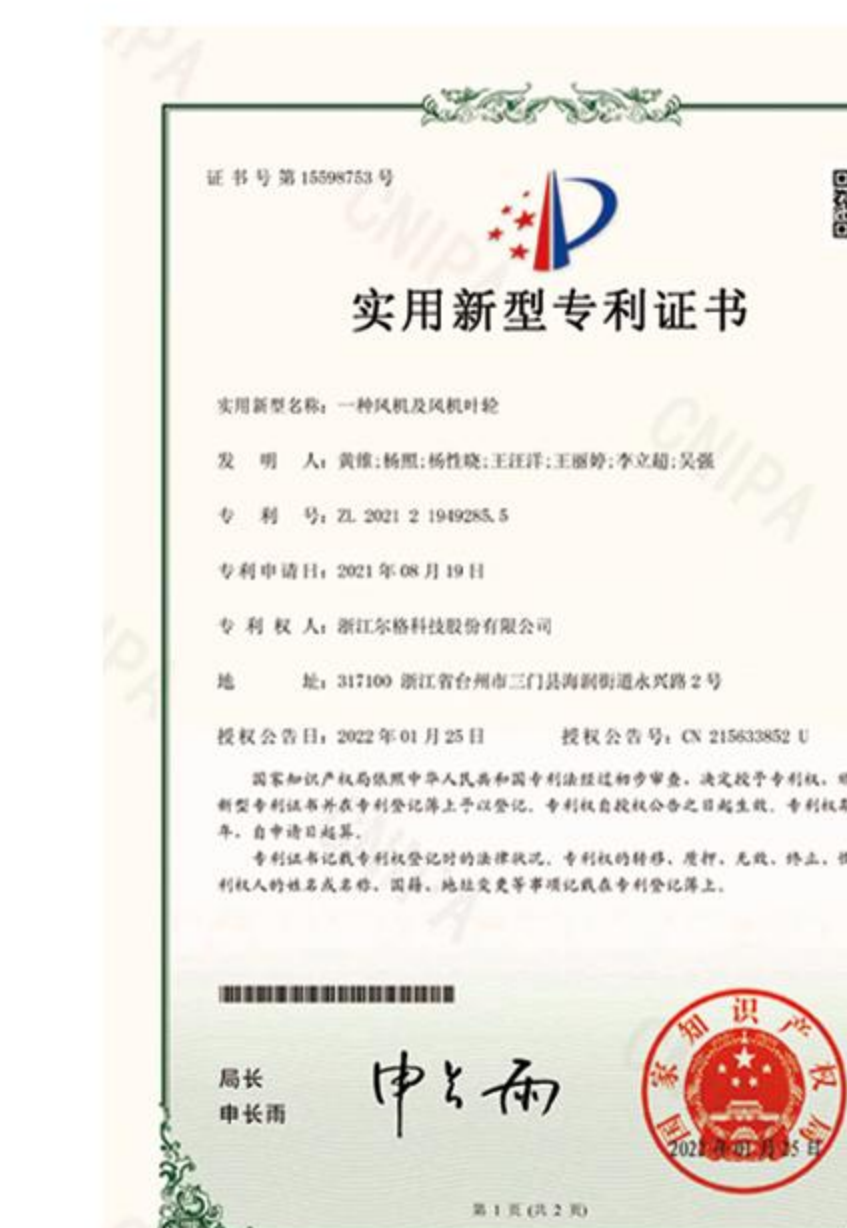 证书号第15598753号
实用新型专利证书
实用新型名称：一种风机及风机叶轮
发明人：黄维;杨照;杨性晓;王汪洋;王丽婷;李立超;吴强
专利号：ZL 2021 2 1949285.5
专利申请日：2021年08月19日
专利权人：浙江尔格科技股份有限公司
地址：317100 浙江省台州市三门县海润街道永兴路2号
授权公告日：2022年01月25日 授权公告号：CN 215633852 U
国家知识产权局依照中华人民共和国专利法经过初步审查，决定授予专利权，
新型专利证书并在专利登记簿上予以登记。专利权自授权公告之日起生效。专利权
年，自申请日起算。
专利证书记载专利权登记时的法律状况。专利权的转移、质押、无效、终止、
利权人的姓名或名称、国籍、地址变更等事项记载在专利登记簿上。
局长
申长雨
申长雨
国家知识产权局
2022年01月25日
第1页(共2页)
CNIPA
CNIPA
CNIPA